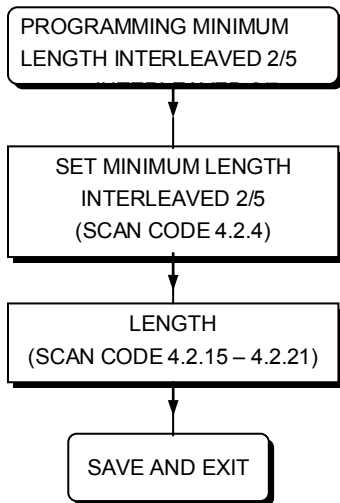 PROGRAMMING MINIMUM
LENGTH INTERLEAVED 2/5
SET MINIMUM LENGTH
INTERLEAVED 2/5
(SCAN CODE 4.2.4)
LENGTH
(SCAN CODE 4.2.15 – 4.2.21)
SAVE AND EXIT